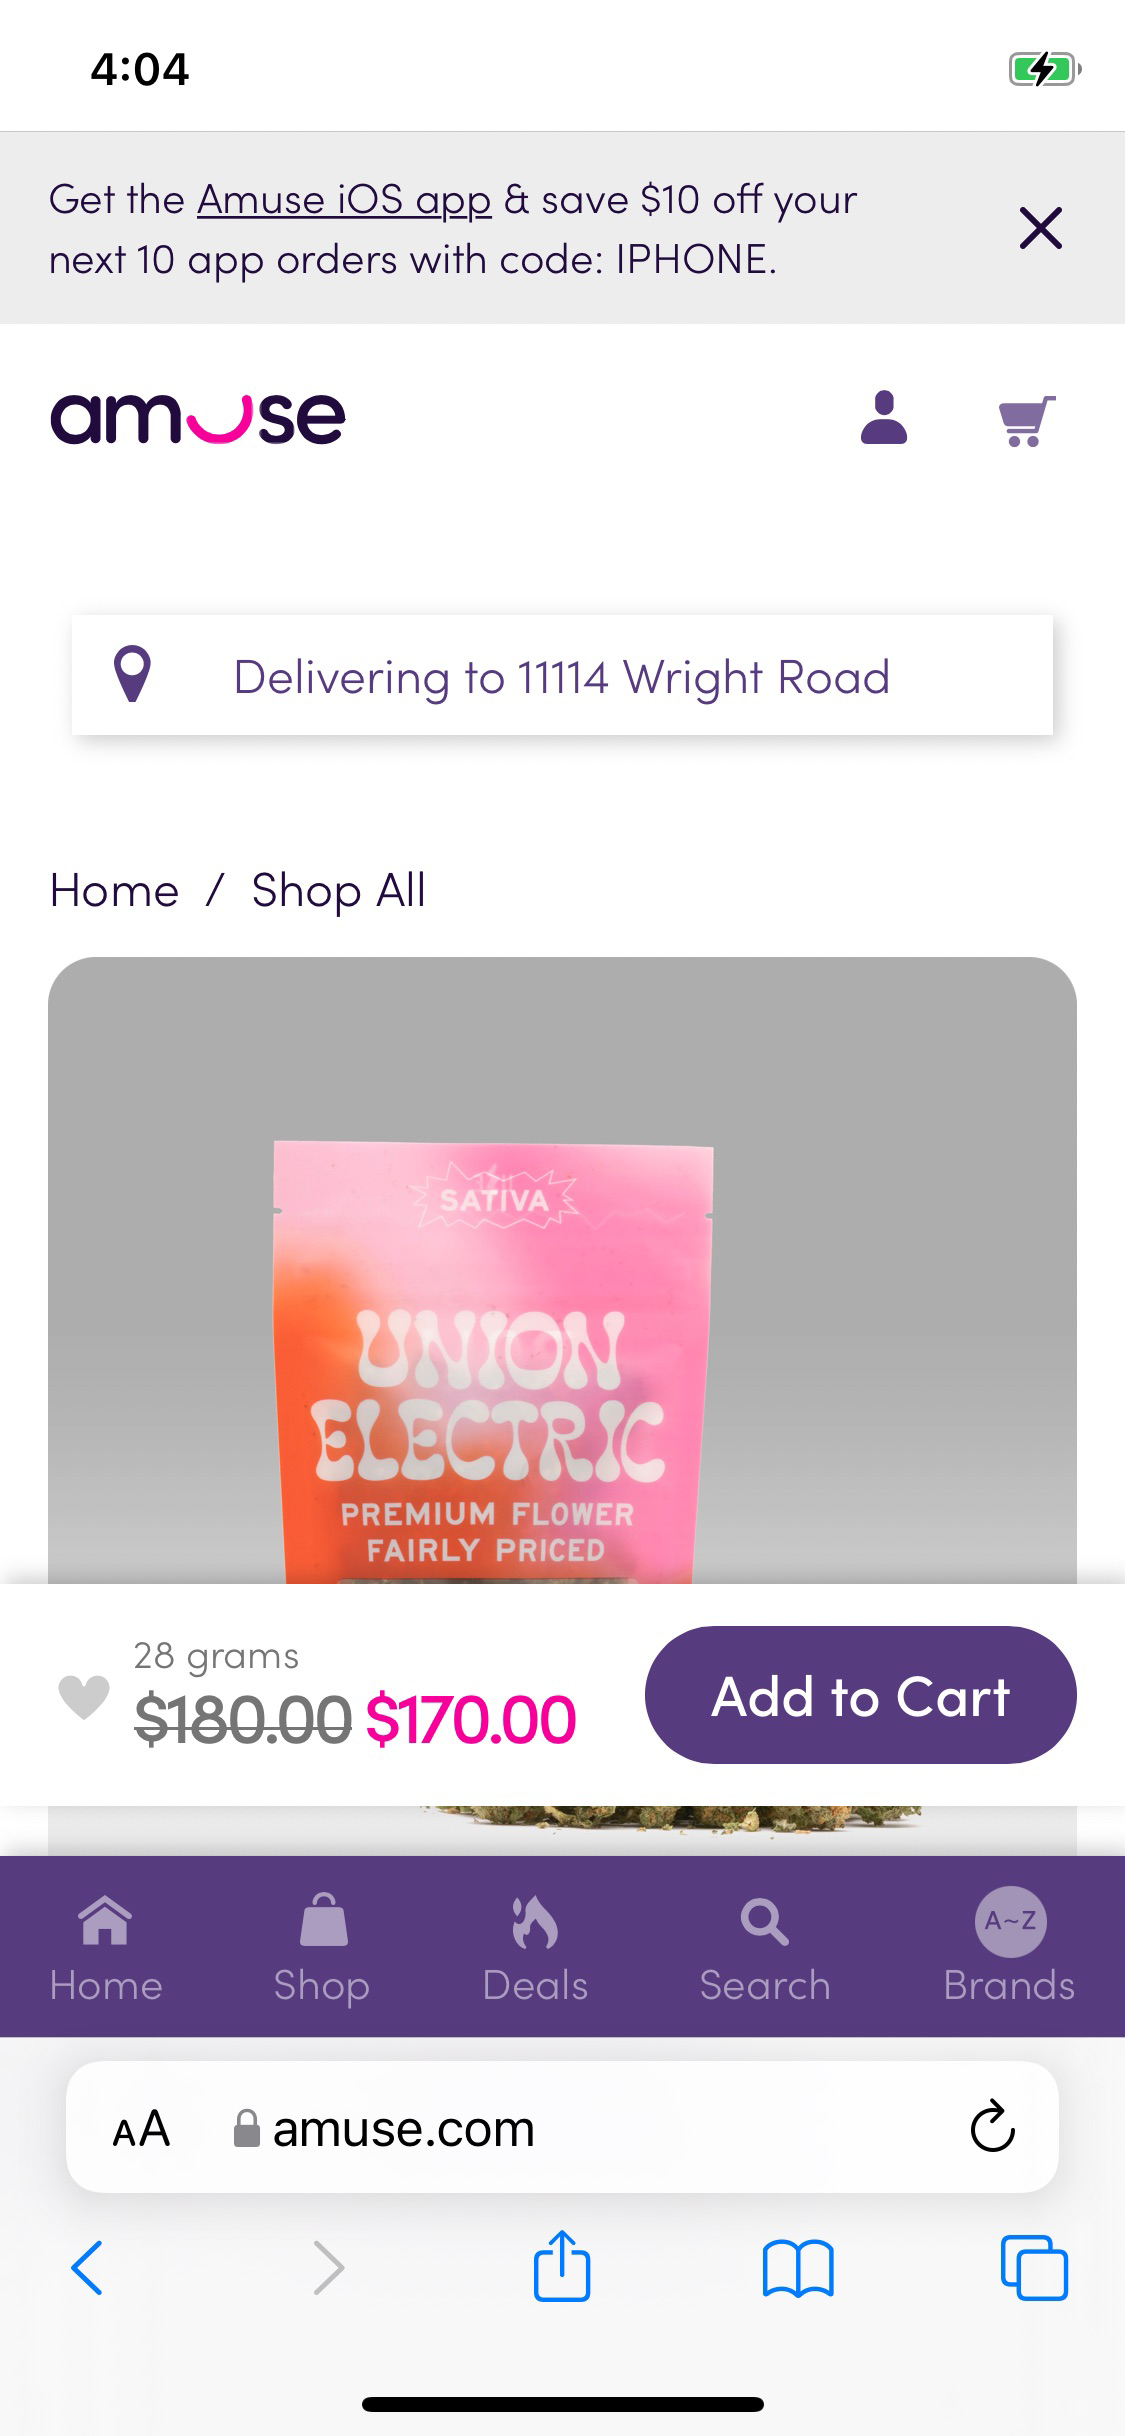 4:04
Get the Amuse iOS app & save $10 off your
next 10 app orders with code: IPHONE.
amuse
Delivering to 11114 Wright Road
Home / Shop All
SATIVA
UNION
ELECTRIC
PREMIUM FLOWER
FAIRLY PRICED
28 grams
$180.00 $170.00
Add to Cart
A~Z
Home Shop Deals Search Brands
AA amuse.com